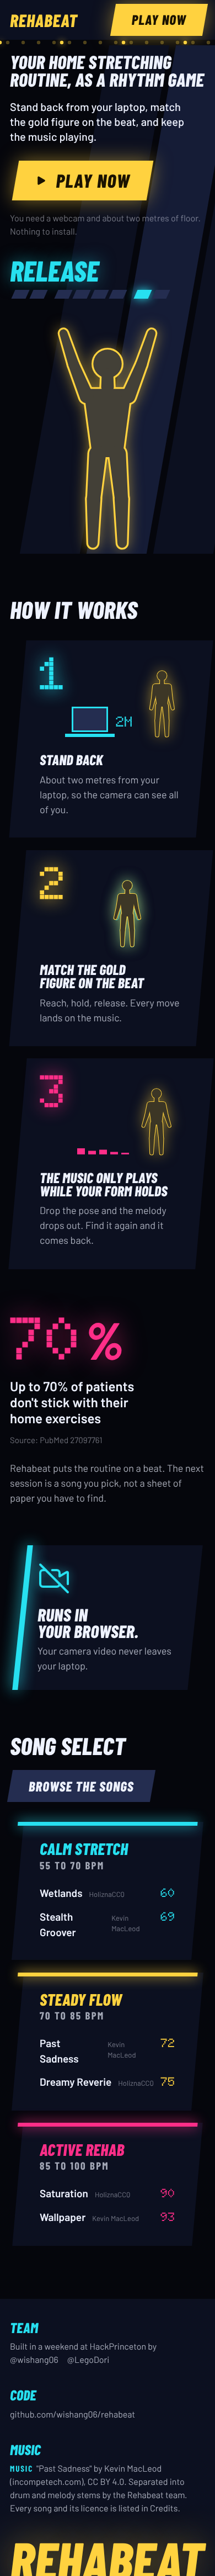 REHABEAT
PLAY NOW
YOUR HOME STRETCHING
ROUTINE, AS A RHYTHM GAME
Stand back from your laptop, match
the gold figure on the beat, and keep
the music playing.
PLAY NOW
You need a webcam and about two metres of floor.
Nothing to install.
RELEASE
HOW IT WORKS
1
2M
STAND BACK
About two metres from your
laptop, so the camera can see all
of you.
2
MATCH THE GOLD
FIGURE ON THE BEAT
Reach, hold, release. Every move
lands on the music.
3
THE MUSIC ONLY PLAYS
WHILE YOUR FORM HOLDS
Drop the pose and the melody
drops out. Find it again and it
comes back.
70%
Up to 70% of patients
don't stick with their
home exercises
Source: PubMed 27097761
Rehabeat puts the routine on a beat. The next
session is a song you pick, not a sheet of
paper you have to find.
RUNS IN
YOUR BROWSER.
Your camera video never leaves
your laptop.
SONG SELECT
BROWSE THE SONGS
CALM STRETCH
55 TO 70 BPM
Wetlands HoliznaCC0 60
Stealth Groover Kevin MacLeod 69
STEADY FLOW
70 TO 85 BPM
Past Sadness Kevin MacLeod 72
Dreamy Reverie HoliznaCC0 75
ACTIVE REHAB
85 TO 100 BPM
Saturation HoliznaCC0 90
Wallpaper Kevin MacLeod 93
TEAM
Built in a weekend at HackPrinceton by
@wishang06 @LegoDori
CODE
github.com/wishang06/rehabeat
MUSIC
MUSIC "Past Sadness" by Kevin MacLeod
(incompetech.com), CC BY 4.0. Separated into
drum and melody stems by the Rehabeat team.
Every song and its licence is listed in Credits.
REHABEAT